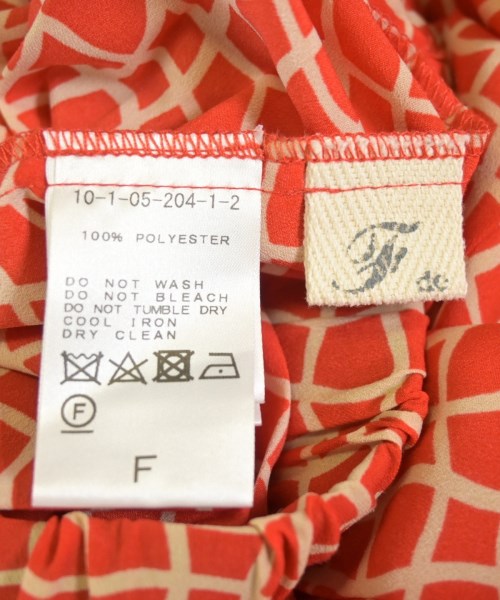 10-1-05-204-1-2
100% POLYESTER
DO NOT WASH
DO NOT BLEACH
DO NOT TUMBLE DRY
COOL IRON
DRY CLEAN
F
F
F
de